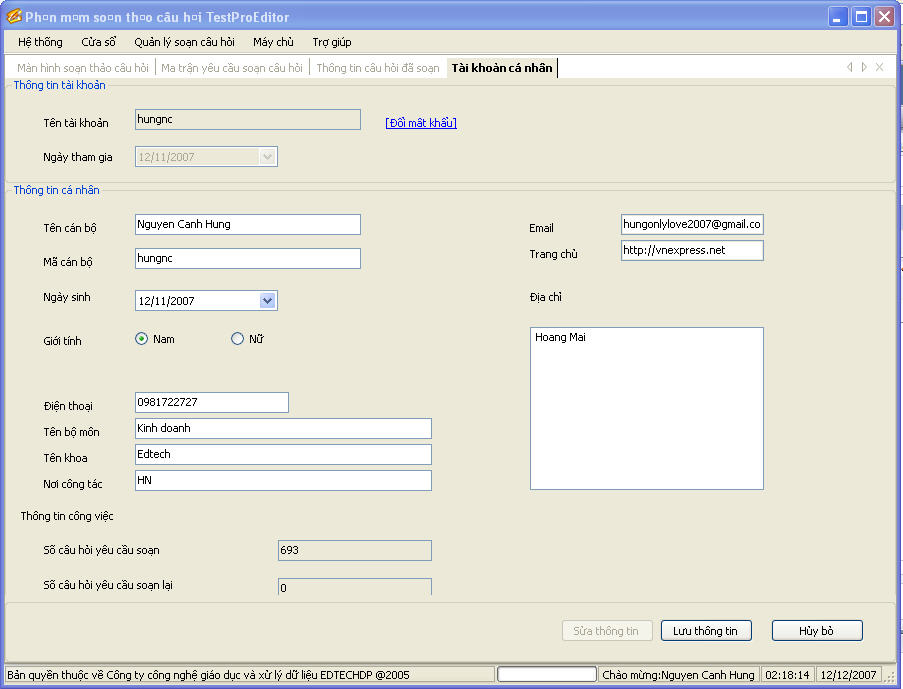 Ph¤n m¤m so¤n th¤o câu h¤i TestProEditor
Hệ thống Cửa sổ Quản lý soạn câu hỏi Máy chủ Trợ giúp
Màn hình soạn thảo câu hỏi Ma trận yêu cầu soạn câu hỏi Thông tin câu hỏi đã soạn Tài khoản cá nhân
Thông tin tài khoản
Tên tài khoản hungnc [Đổi mật khẩu]
Ngày tham gia 12/11/2007
Thông tin cá nhân
Tên cán bộ Nguyen Canh Hung Email hungonlylove2007@gmail.co
Mã cán bộ hungnc Trang chủ http://vnexpress.net
Ngày sinh 12/11/2007 Địa chỉ
Giới tính Nam Nữ Hoang Mai
Điện thoại 0981722727
Tên bộ môn Kinh doanh
Tên khoa Edtech
Nơi công tác HN
Thông tin công việc
Số câu hỏi yêu cầu soạn 693
Số câu hỏi yêu cầu soạn lại 0
Sửa thông tin Lưu thông tin Hủy bỏ
Bản quyền thuộc về Công ty công nghệ giáo dục và xử lý dữ liệu EDTECHDP @2005 Chào mừng:Nguyen Canh Hung 02:18:14 12/12/2007